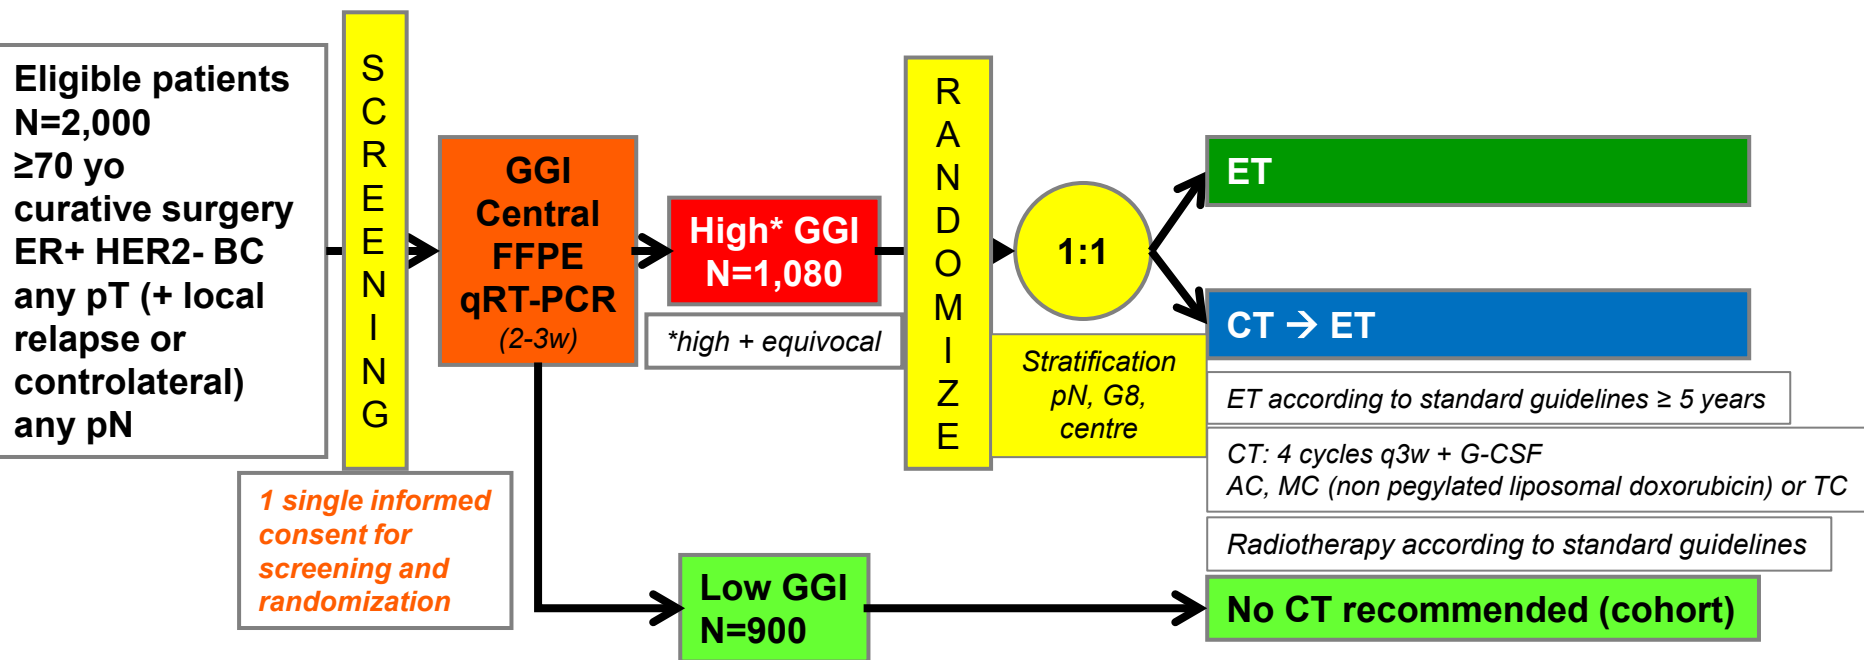 Eligible patients
N=2,000
≥70 yo
curative surgery
ER+ HER2- BC
any pT (+ local
relapse or
controlateral)
any pN
SCREENING
1 single informed
consent for
screening and
randomization
GGI
Central
FFPE
qRT-PCR
(2-3w)
High* GGI
N=1,080
*high + equivocal
RANDOMIZE
1:1
Stratification
pN, G8,
centre
ET
CT → ET
ET according to standard guidelines ≥ 5 years
CT: 4 cycles q3w + G-CSF
AC, MC (non pegylated liposomal doxorubicin) or TC
Radiotherapy according to standard guidelines
Low GGI
N=900
No CT recommended (cohort)